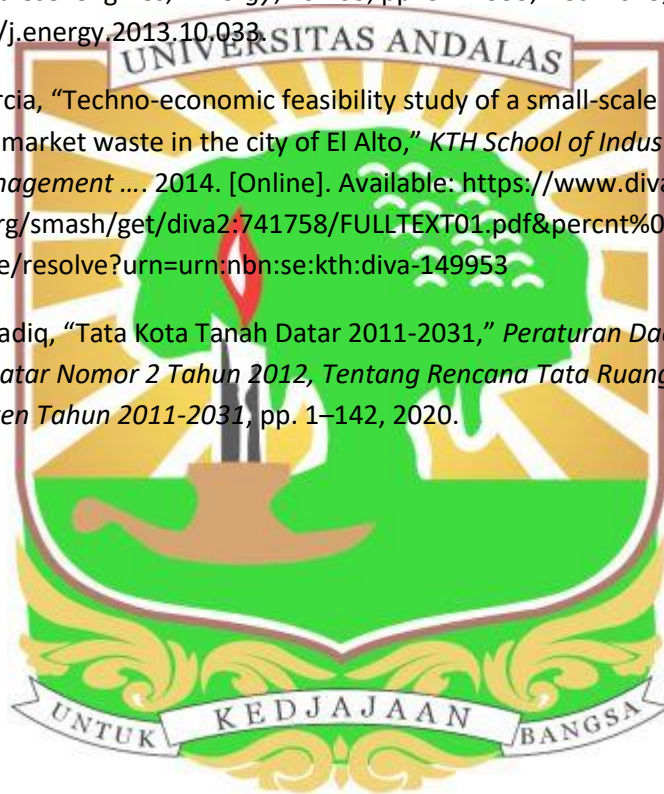 /j.energy.2013.10.033.
UNIVERSITAS ANDALAS
rcia, “Techno-economic feasibility study of a small-scale
market waste in the city of El Alto,” KTH School of Indus
nagement .... 2014. [Online]. Available: https://www.diva
rg/smash/get/diva2:741758/FULLTEXT01.pdf&percnt%0
e/resolve?urn=urn:nbn:se:kth:diva-149953
adiq, “Tata Kota Tanah Datar 2011-2031,” Peraturan Dae
atar Nomor 2 Tahun 2012, Tentang Rencana Tata Ruang
en Tahun 2011-2031, pp. 1–142, 2020.
UNTUK KEDJAJAAN BANGSA